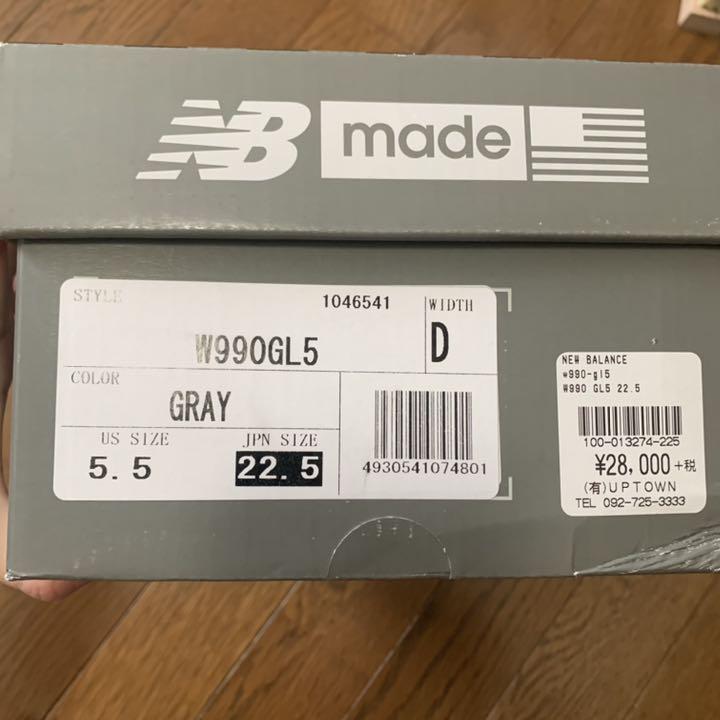 NB made
STYLE 1046541 WIDTH
W990GL5 D
COLOR
GRAY
US SIZE JPN SIZE
5.5 22.5
4930541074801
NEW BALANCE
w990-gl5
W990 GL5 22.5
100-013274-225
¥28,000+税
(有)UPTOWN
TEL 092-725-3333